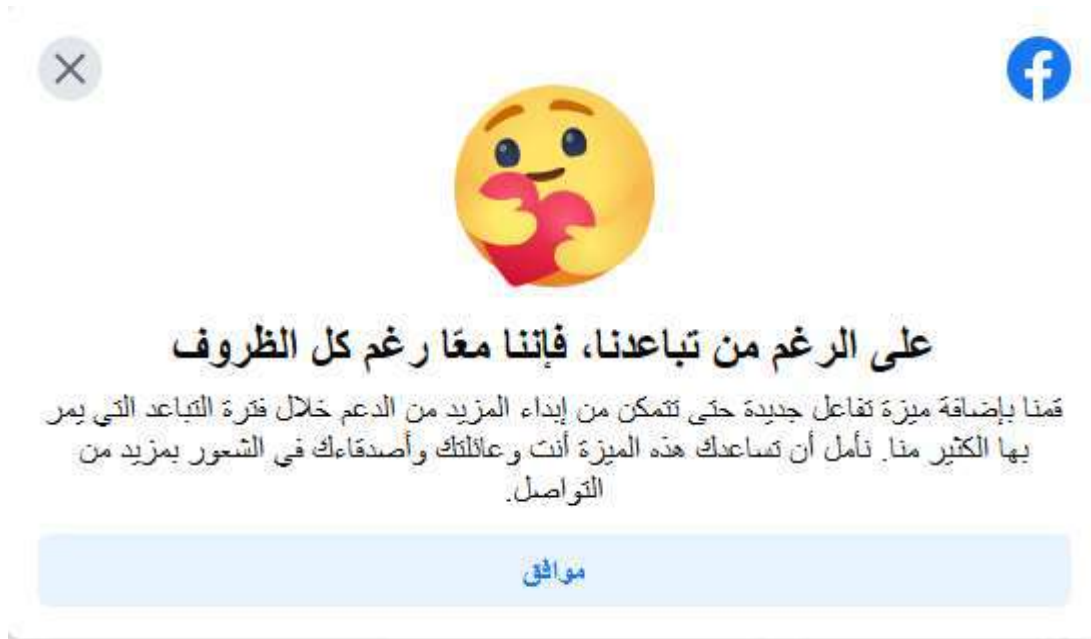 على الرغم من تباعدنا، فإننا معًا رغم كل الظروف
قمنا بإضافة ميزة تفاعل جديدة حتى تتمكن من إبداء المزيد من الدعم خلال فترة التباعد التي يمر
بها الكثير منا. نأمل أن تساعدك هذه الميزة أنت وعائلتك وأصدقاءك في الشعور بمزيد من
التواصل.
موافق